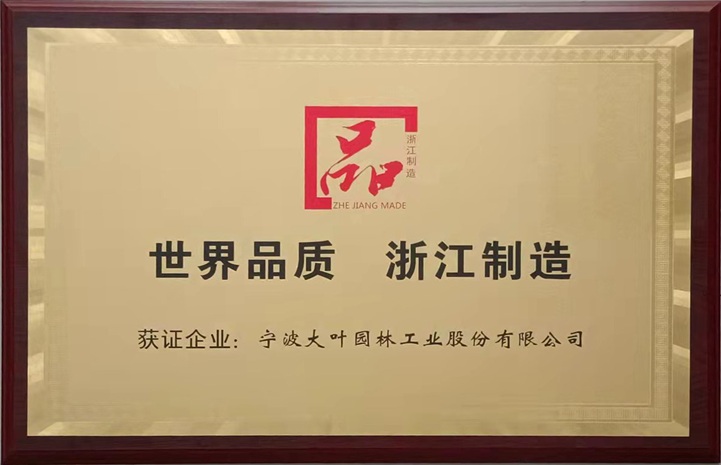 品
浙江制造
ZHE JIANG MADE
世界品质 浙江制造
获证企业：宁波大叶园林工业股份有限公司